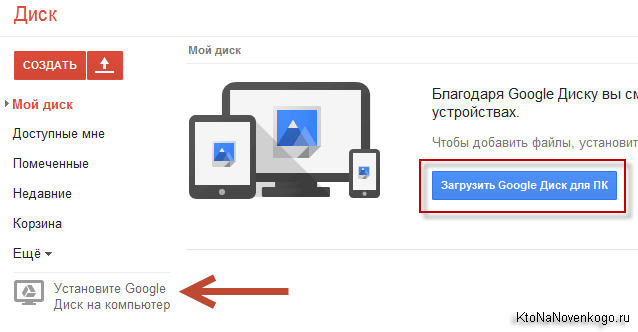 Диск
СОЗДАТЬ
Мой диск
Мой диск
Доступные мне
Помеченные
Недавние
Корзина
Ещё
Установите Google
Диск на компьютер
Благодаря Google Диску вы см
устройствах.
Чтобы добавить файлы, установит
Загрузить Google Диск для ПК
KtoNaNovenkogo.ru